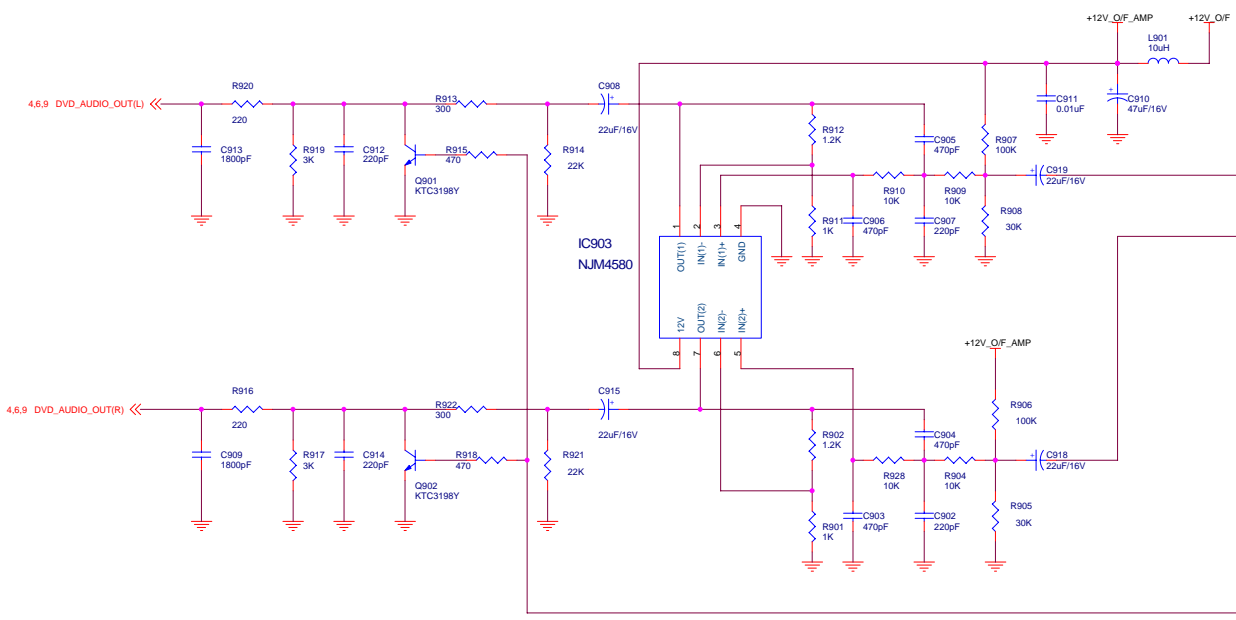 +12V_O/F_AMP
+12V_O/F
L901
10uH
R920
220
C908
22uF/16V
4,6,9 DVD_AUDIO_OUT(L)
R913
300
C911
0.01uF
C910
47uF/16V
C913
1800pF
R919
3K
C912
220pF
R915
470
Q901
KTC3198Y
R914
22K
R912
1.2K
C905
470pF
R907
100K
C919
22uF/16V
R910
10K
R909
10K
R911
1K
C906
470pF
C907
220pF
R908
30K
IC903
NJM4580
1
2
3
4
OUT(1)
IN(1)-
IN(1)+
GND
12V
OUT(2)
IN(2)-
IN(2)+
8
7
6
5
+12V_O/F_AMP
R916
220
C915
22uF/16V
4,6,9 DVD_AUDIO_OUT(R)
R922
300
R906
100K
C909
1800pF
R917
3K
C914
220pF
R918
470
Q902
KTC3198Y
R921
22K
R902
1.2K
C904
470pF
C918
22uF/16V
R928
10K
R904
10K
R901
1K
C903
470pF
C902
220pF
R905
30K